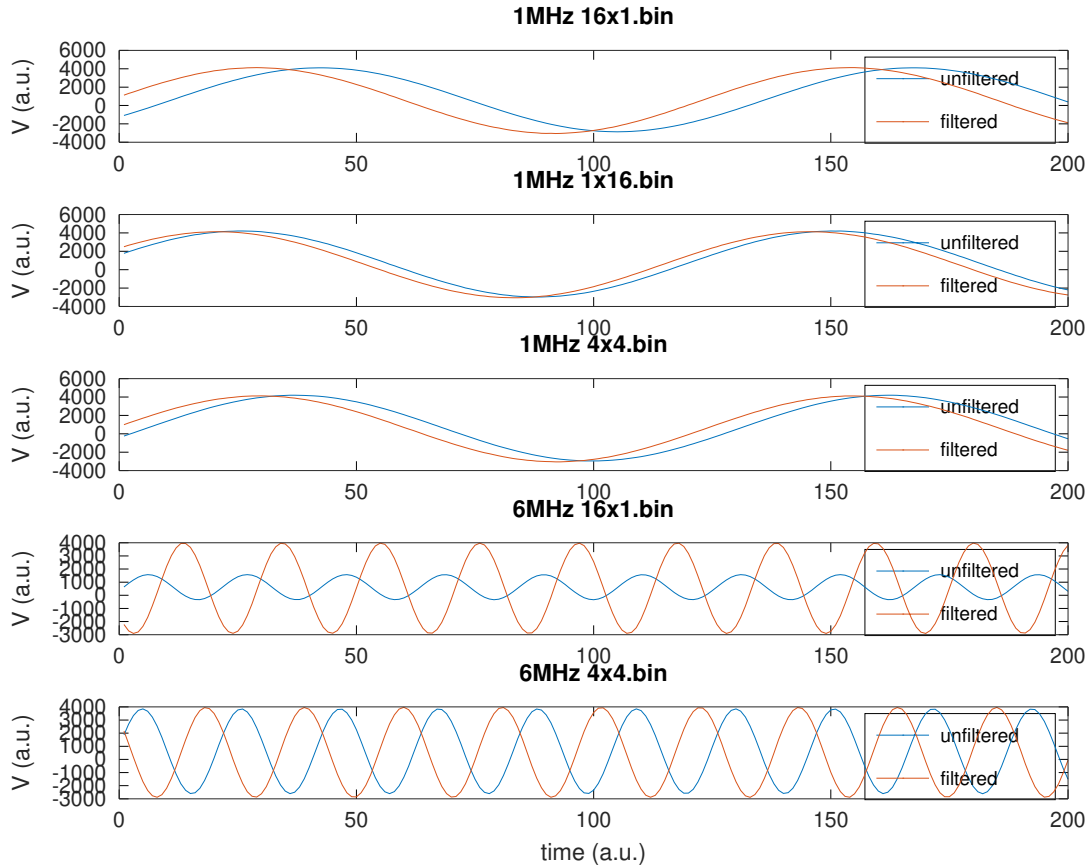 1MHz 16x1.bin
6000
4000
2000
0
-2000
-4000
V (a.u.)
unfiltered
filtered
0 50 100 150 200
1MHz 1x16.bin
6000
4000
2000
0
-2000
-4000
V (a.u.)
unfiltered
filtered
0 50 100 150 200
1MHz 4x4.bin
6000
4000
2000
0
-2000
-4000
V (a.u.)
unfiltered
filtered
0 50 100 150 200
6MHz 16x1.bin
4000
3000
2000
1000
0
-1000
-2000
-3000
V (a.u.)
unfiltered
filtered
0 50 100 150 200
6MHz 4x4.bin
4000
3000
2000
1000
0
-1000
-2000
-3000
V (a.u.)
unfiltered
filtered
0 50 100 150 200
time (a.u.)